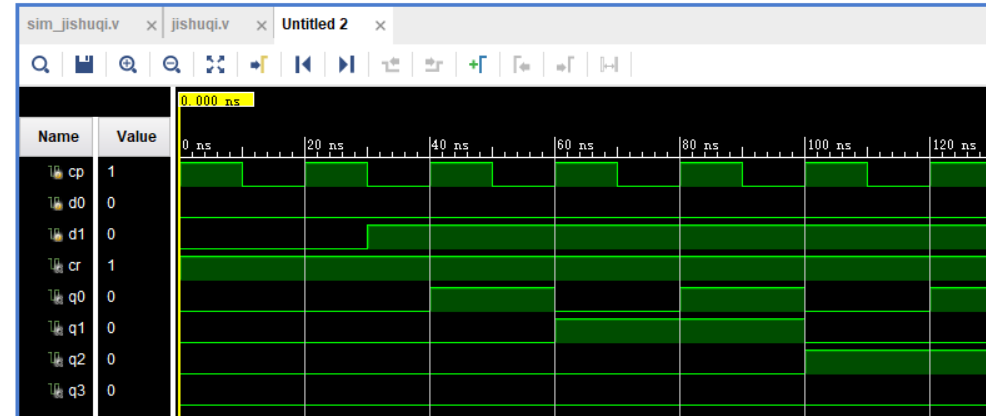 sim_jishuqi.v × jishuqi.v × Untitled 2 ×
0.000 ns
Name Value
0 ns 20 ns 40 ns 60 ns 80 ns 100 ns 120 ns
cp 1
d0 0
d1 0
cr 1
q0 0
q1 0
q2 0
q3 0